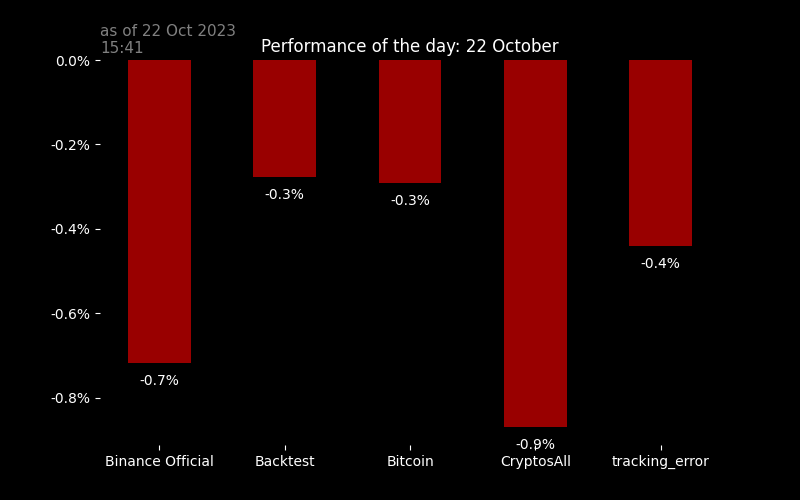 as of 22 Oct 2023
15:41
Performance of the day: 22 October
0.0%
-0.2%
-0.4%
-0.6%
-0.8%
-0.7%
-0.3%
-0.3%
-0.9%
-0.4%
Binance Official
Backtest
Bitcoin
CryptosAll
tracking_error